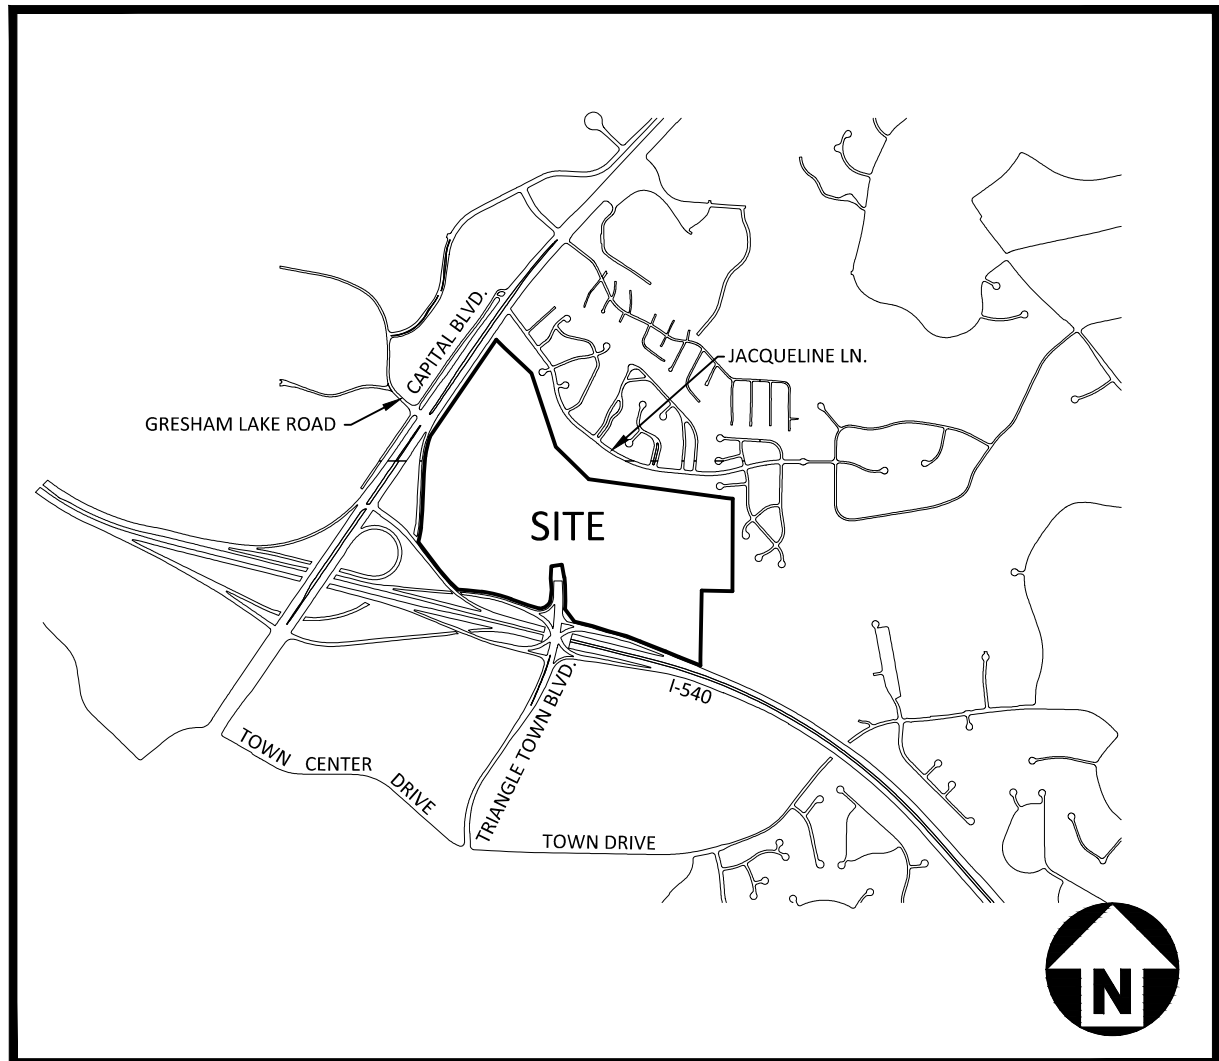 CAPITAL BLVD.
JACQUELINE LN.
GRESHAM LAKE ROAD
SITE
I-540
TRIANGLE TOWN BLVD.
TOWN CENTER DRIVE
TOWN DRIVE
N